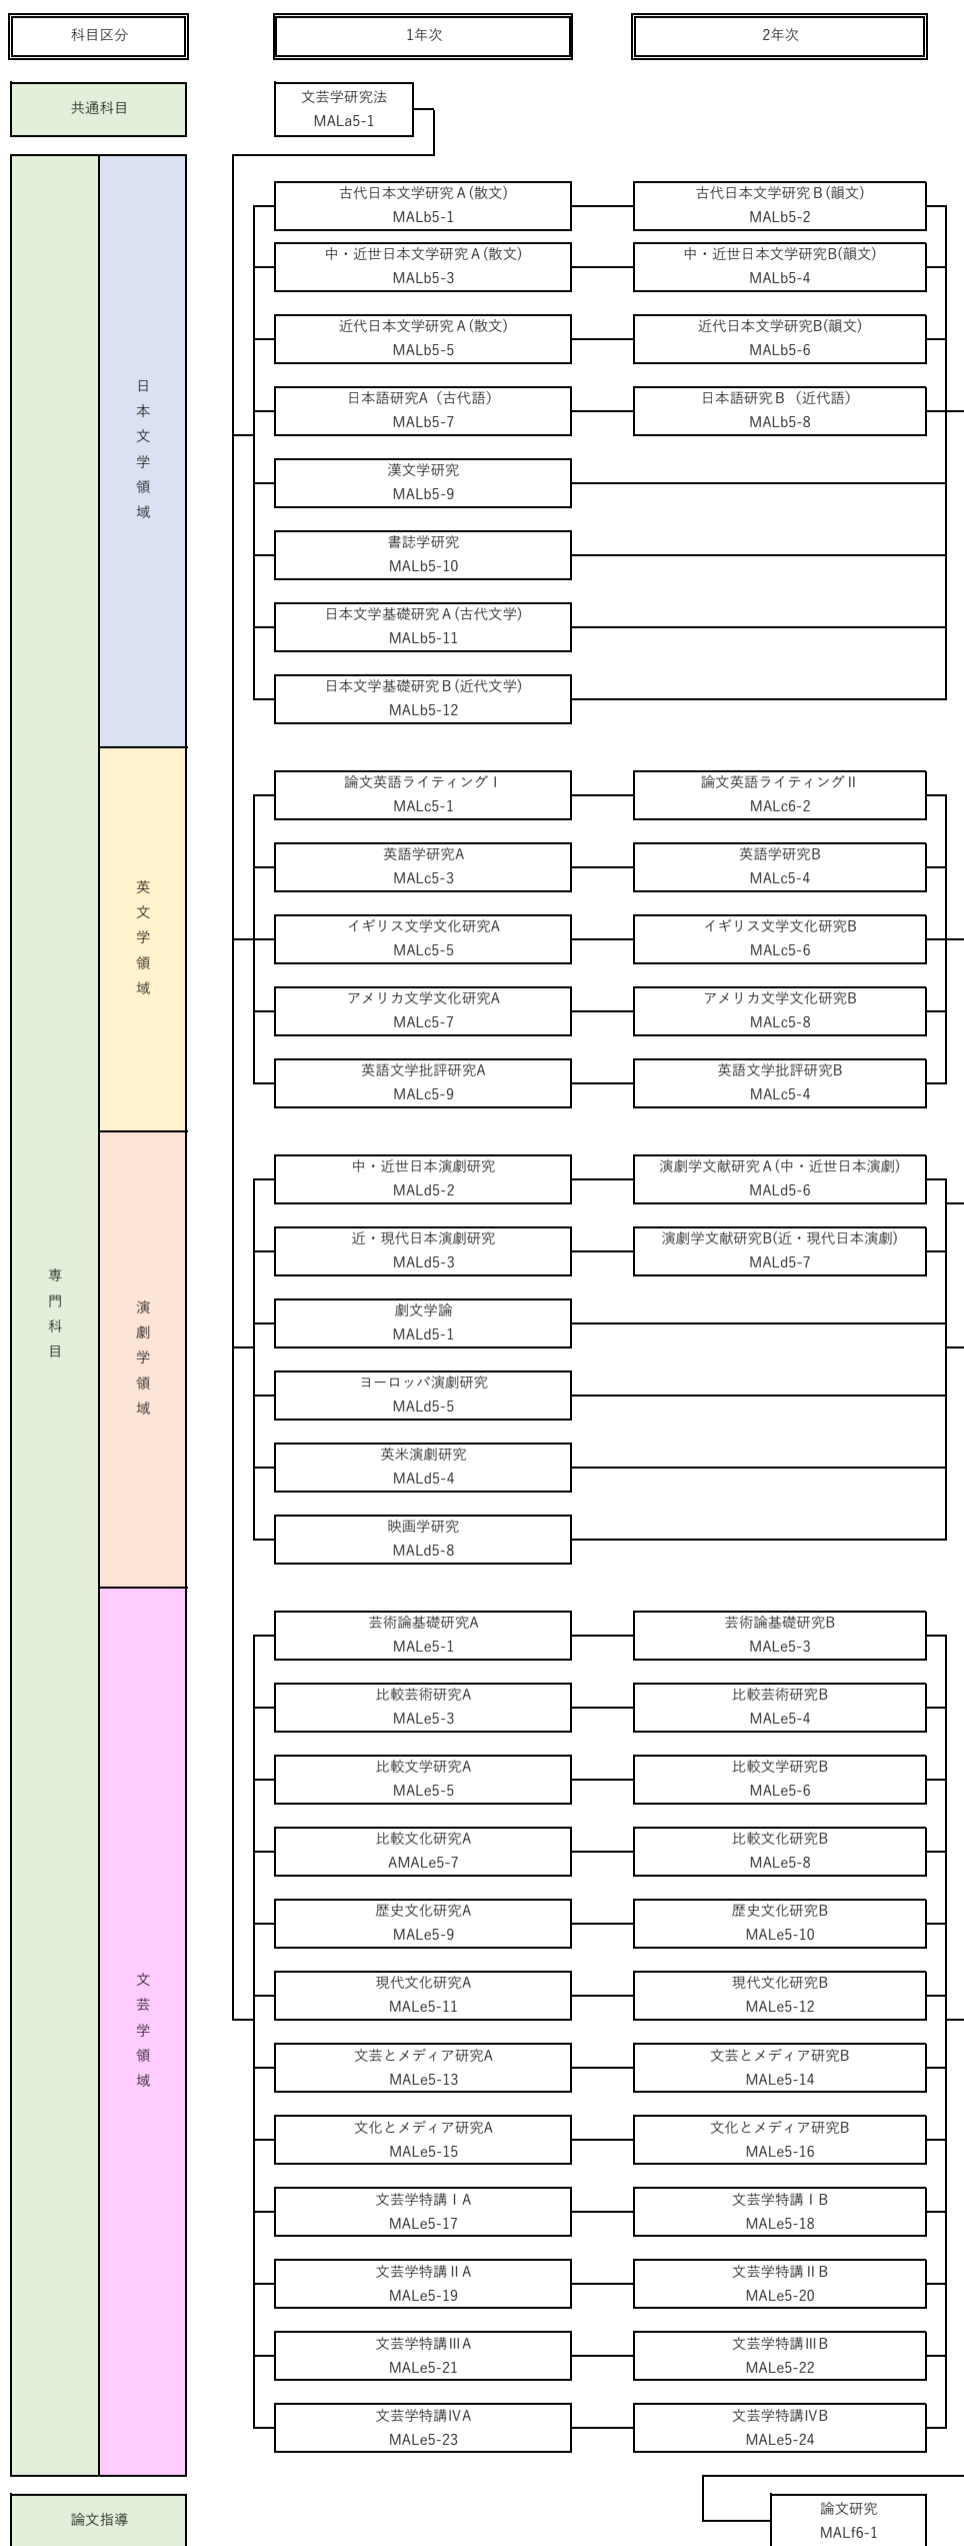 科目区分
1年次
2年次
共通科目
文芸学研究法
MALa5-1
専門科目
日本文学領域
古代日本文学研究A(散文)
MALb5-1
古代日本文学研究B(韻文)
MALb5-2
中・近世日本文学研究A(散文)
MALb5-3
中・近世日本文学研究B(韻文)
MALb5-4
近代日本文学研究A(散文)
MALb5-5
近代日本文学研究B(韻文)
MALb5-6
日本語研究A（古代語）
MALb5-7
日本語研究B（近代語）
MALb5-8
漢文学研究
MALb5-9
書誌学研究
MALb5-10
日本文学基礎研究A(古代文学)
MALb5-11
日本文学基礎研究B(近代文学)
MALb5-12
英文学領域
論文英語ライティングⅠ
MALc5-1
論文英語ライティングⅡ
MALc6-2
英語学研究A
MALc5-3
英語学研究B
MALc5-4
イギリス文学文化研究A
MALc5-5
イギリス文学文化研究B
MALc5-6
アメリカ文学文化研究A
MALc5-7
アメリカ文学文化研究B
MALc5-8
英語文学批評研究A
MALc5-9
英語文学批評研究B
MALc5-4
演劇学領域
中・近世日本演劇研究
MALd5-2
演劇学文献研究A(中・近世日本演劇)
MALd5-6
近・現代日本演劇研究
MALd5-3
演劇学文献研究B(近・現代日本演劇)
MALd5-7
劇文学論
MALd5-1
ヨーロッパ演劇研究
MALd5-5
英米演劇研究
MALd5-4
映画学研究
MALd5-8
文芸学領域
芸術論基礎研究A
MALe5-1
芸術論基礎研究B
MALe5-3
比較芸術研究A
MALe5-3
比較芸術研究B
MALe5-4
比較文学研究A
MALe5-5
比較文学研究B
MALe5-6
比較文化研究A
AMALe5-7
比較文化研究B
MALe5-8
歴史文化研究A
MALe5-9
歴史文化研究B
MALe5-10
現代文化研究A
MALe5-11
現代文化研究B
MALe5-12
文芸とメディア研究A
MALe5-13
文芸とメディア研究B
MALe5-14
文化とメディア研究A
MALe5-15
文化とメディア研究B
MALe5-16
文芸学特講ⅠA
MALe5-17
文芸学特講ⅠB
MALe5-18
文芸学特講ⅡA
MALe5-19
文芸学特講ⅡB
MALe5-20
文芸学特講ⅢA
MALe5-21
文芸学特講ⅢB
MALe5-22
文芸学特講ⅣA
MALe5-23
文芸学特講ⅣB
MALe5-24
論文指導
論文研究
MALf6-1